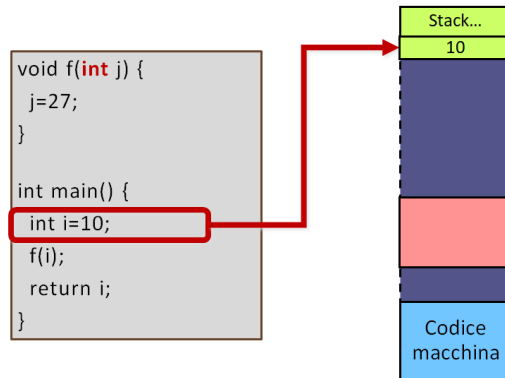 void f(int j) {
j=27;
}
int main() {
int i=10;
f(i);
return i;
}
Stack...
10
Codice
macchina